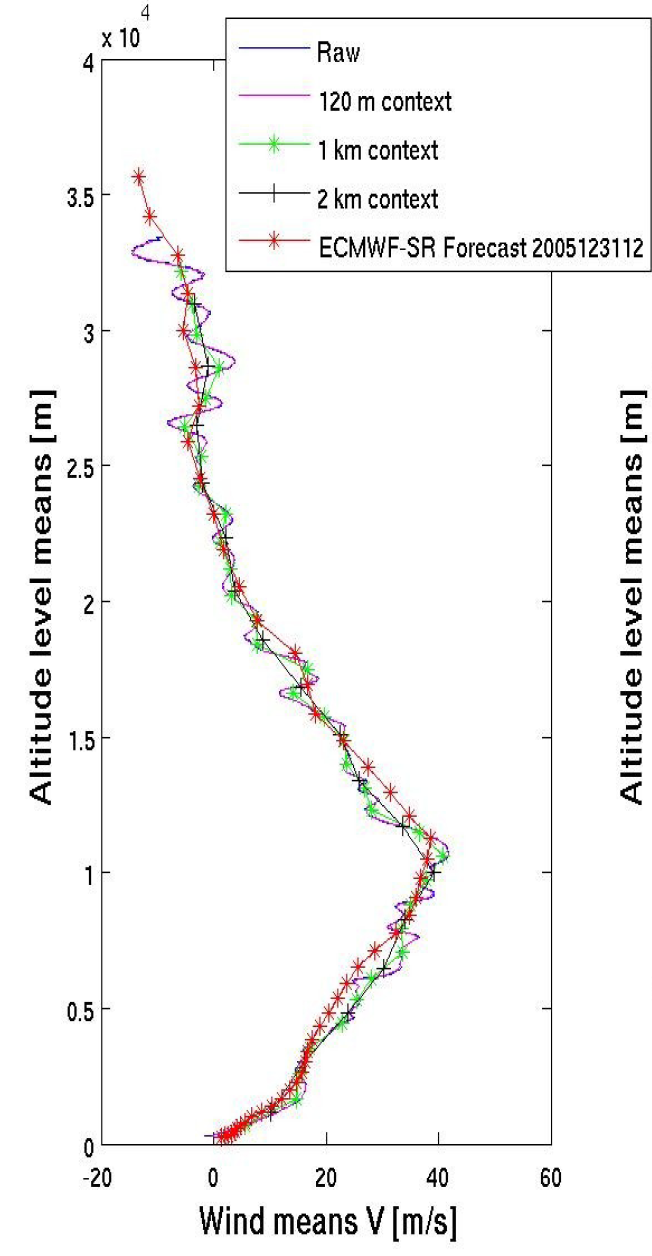 x 10 4
Raw
120 m context
1 km context
2 km context
ECMWF-SR Forecast 2005123112
4
3.5
3
2.5
2
1.5
1
0.5
0
Altitude level means [m]
Altitude level means [m]
-20 0 20 40 60
Wind means V [m/s]